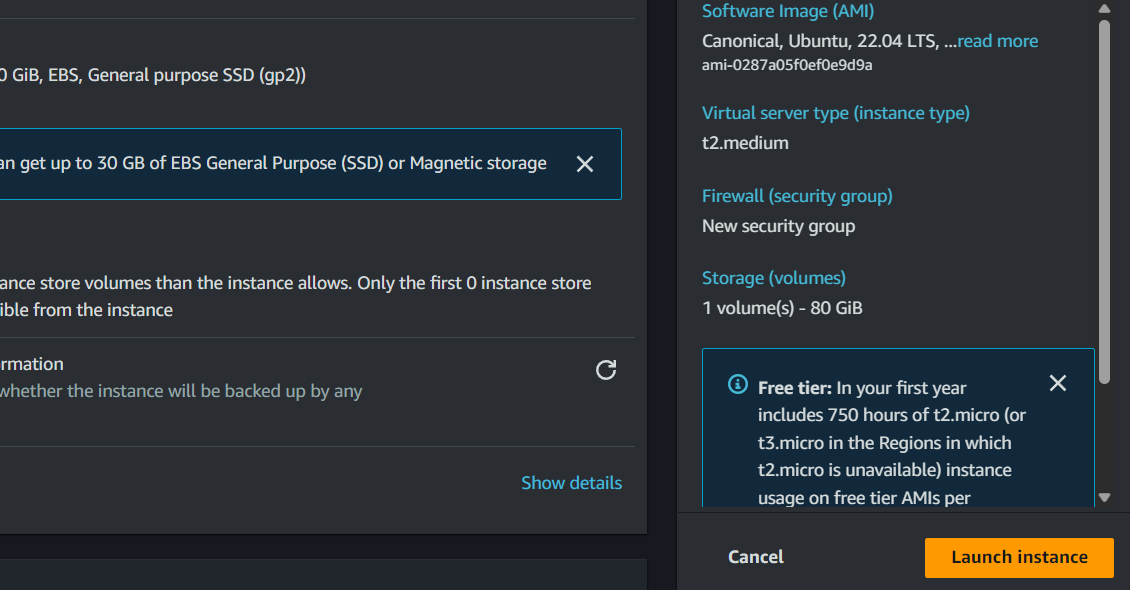 0 GiB, EBS, General purpose SSD (gp2))
an get up to 30 GB of EBS General Purpose (SSD) or Magnetic storage
ance store volumes than the instance allows. Only the first 0 instance store
ible from the instance
ormation
whether the instance will be backed up by any
Show details
Software Image (AMI)
Canonical, Ubuntu, 22.04 LTS, ...read more
ami-0287a05f0ef0e9d9a
Virtual server type (instance type)
t2.medium
Firewall (security group)
New security group
Storage (volumes)
1 volume(s) - 80 GiB
Free tier: In your first year
includes 750 hours of t2.micro (or
t3.micro in the Regions in which
t2.micro is unavailable) instance
usage on free tier AMIs per
Cancel
Launch instance